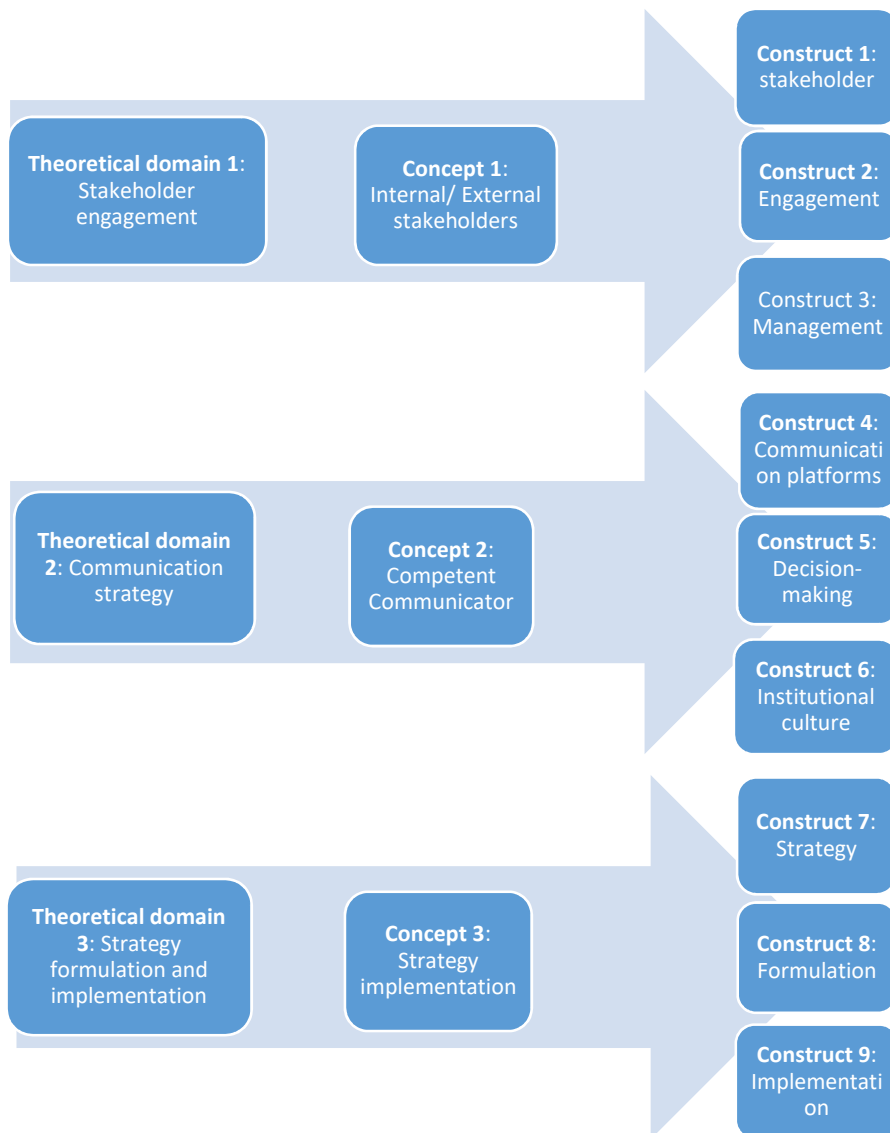 Theoretical domain 1:
Stakeholder
engagement
Concept 1:
Internal/ External
stakeholders
Construct 1:
stakeholder
Construct 2:
Engagement
Construct 3:
Management
Theoretical domain
2: Communication
strategy
Concept 2:
Competent
Communicator
Construct 4:
Communicati
on platforms
Construct 5:
Decision-
making
Construct 6:
Institutional
culture
Theoretical domain
3: Strategy
formulation and
implementation
Concept 3:
Strategy
implementation
Construct 7:
Strategy
Construct 8:
Formulation
Construct 9:
Implementati
on